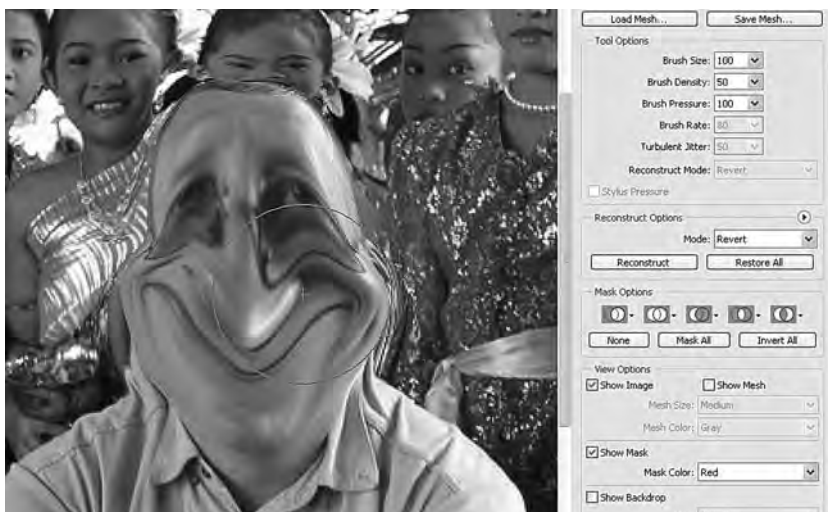 Load Mesh... Save Mesh...
Tool Options
Brush Size: 100
Brush Density: 50
Brush Pressure: 100
Brush Rate: 80
Turbulent Jitter: 50
Reconstruct Mode: Revert
Stylus Pressure
Reconstruct Options
Mode: Revert
Reconstruct Restore All
Mask Options
None Mask All Invert All
View Options
Show Image Show Mesh
Mesh Size: Medium
Mesh Color: Gray
Show Mask
Mask Color: Red
Show Backdrop